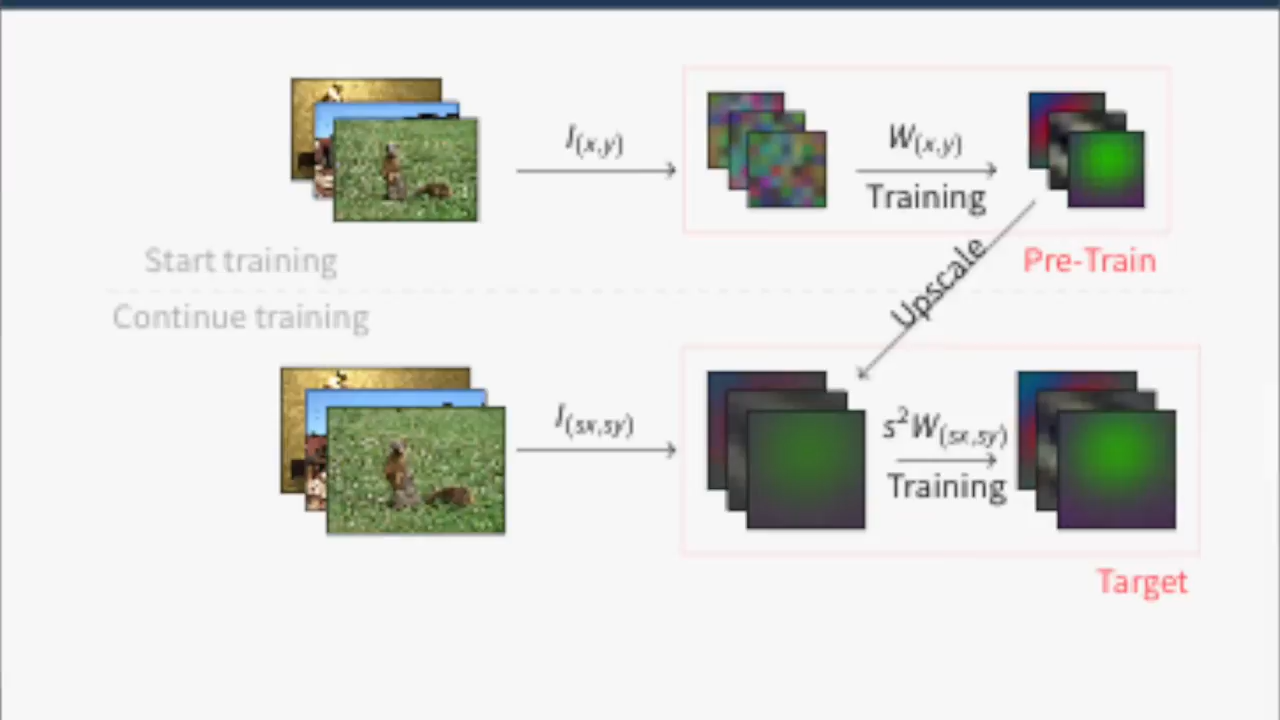 I(x,y)
W(x,y)
Training
Start training
Pre-Train
Upscale
Continue training
I(sx,sy)
s²W(sx,sy)
Training
Target